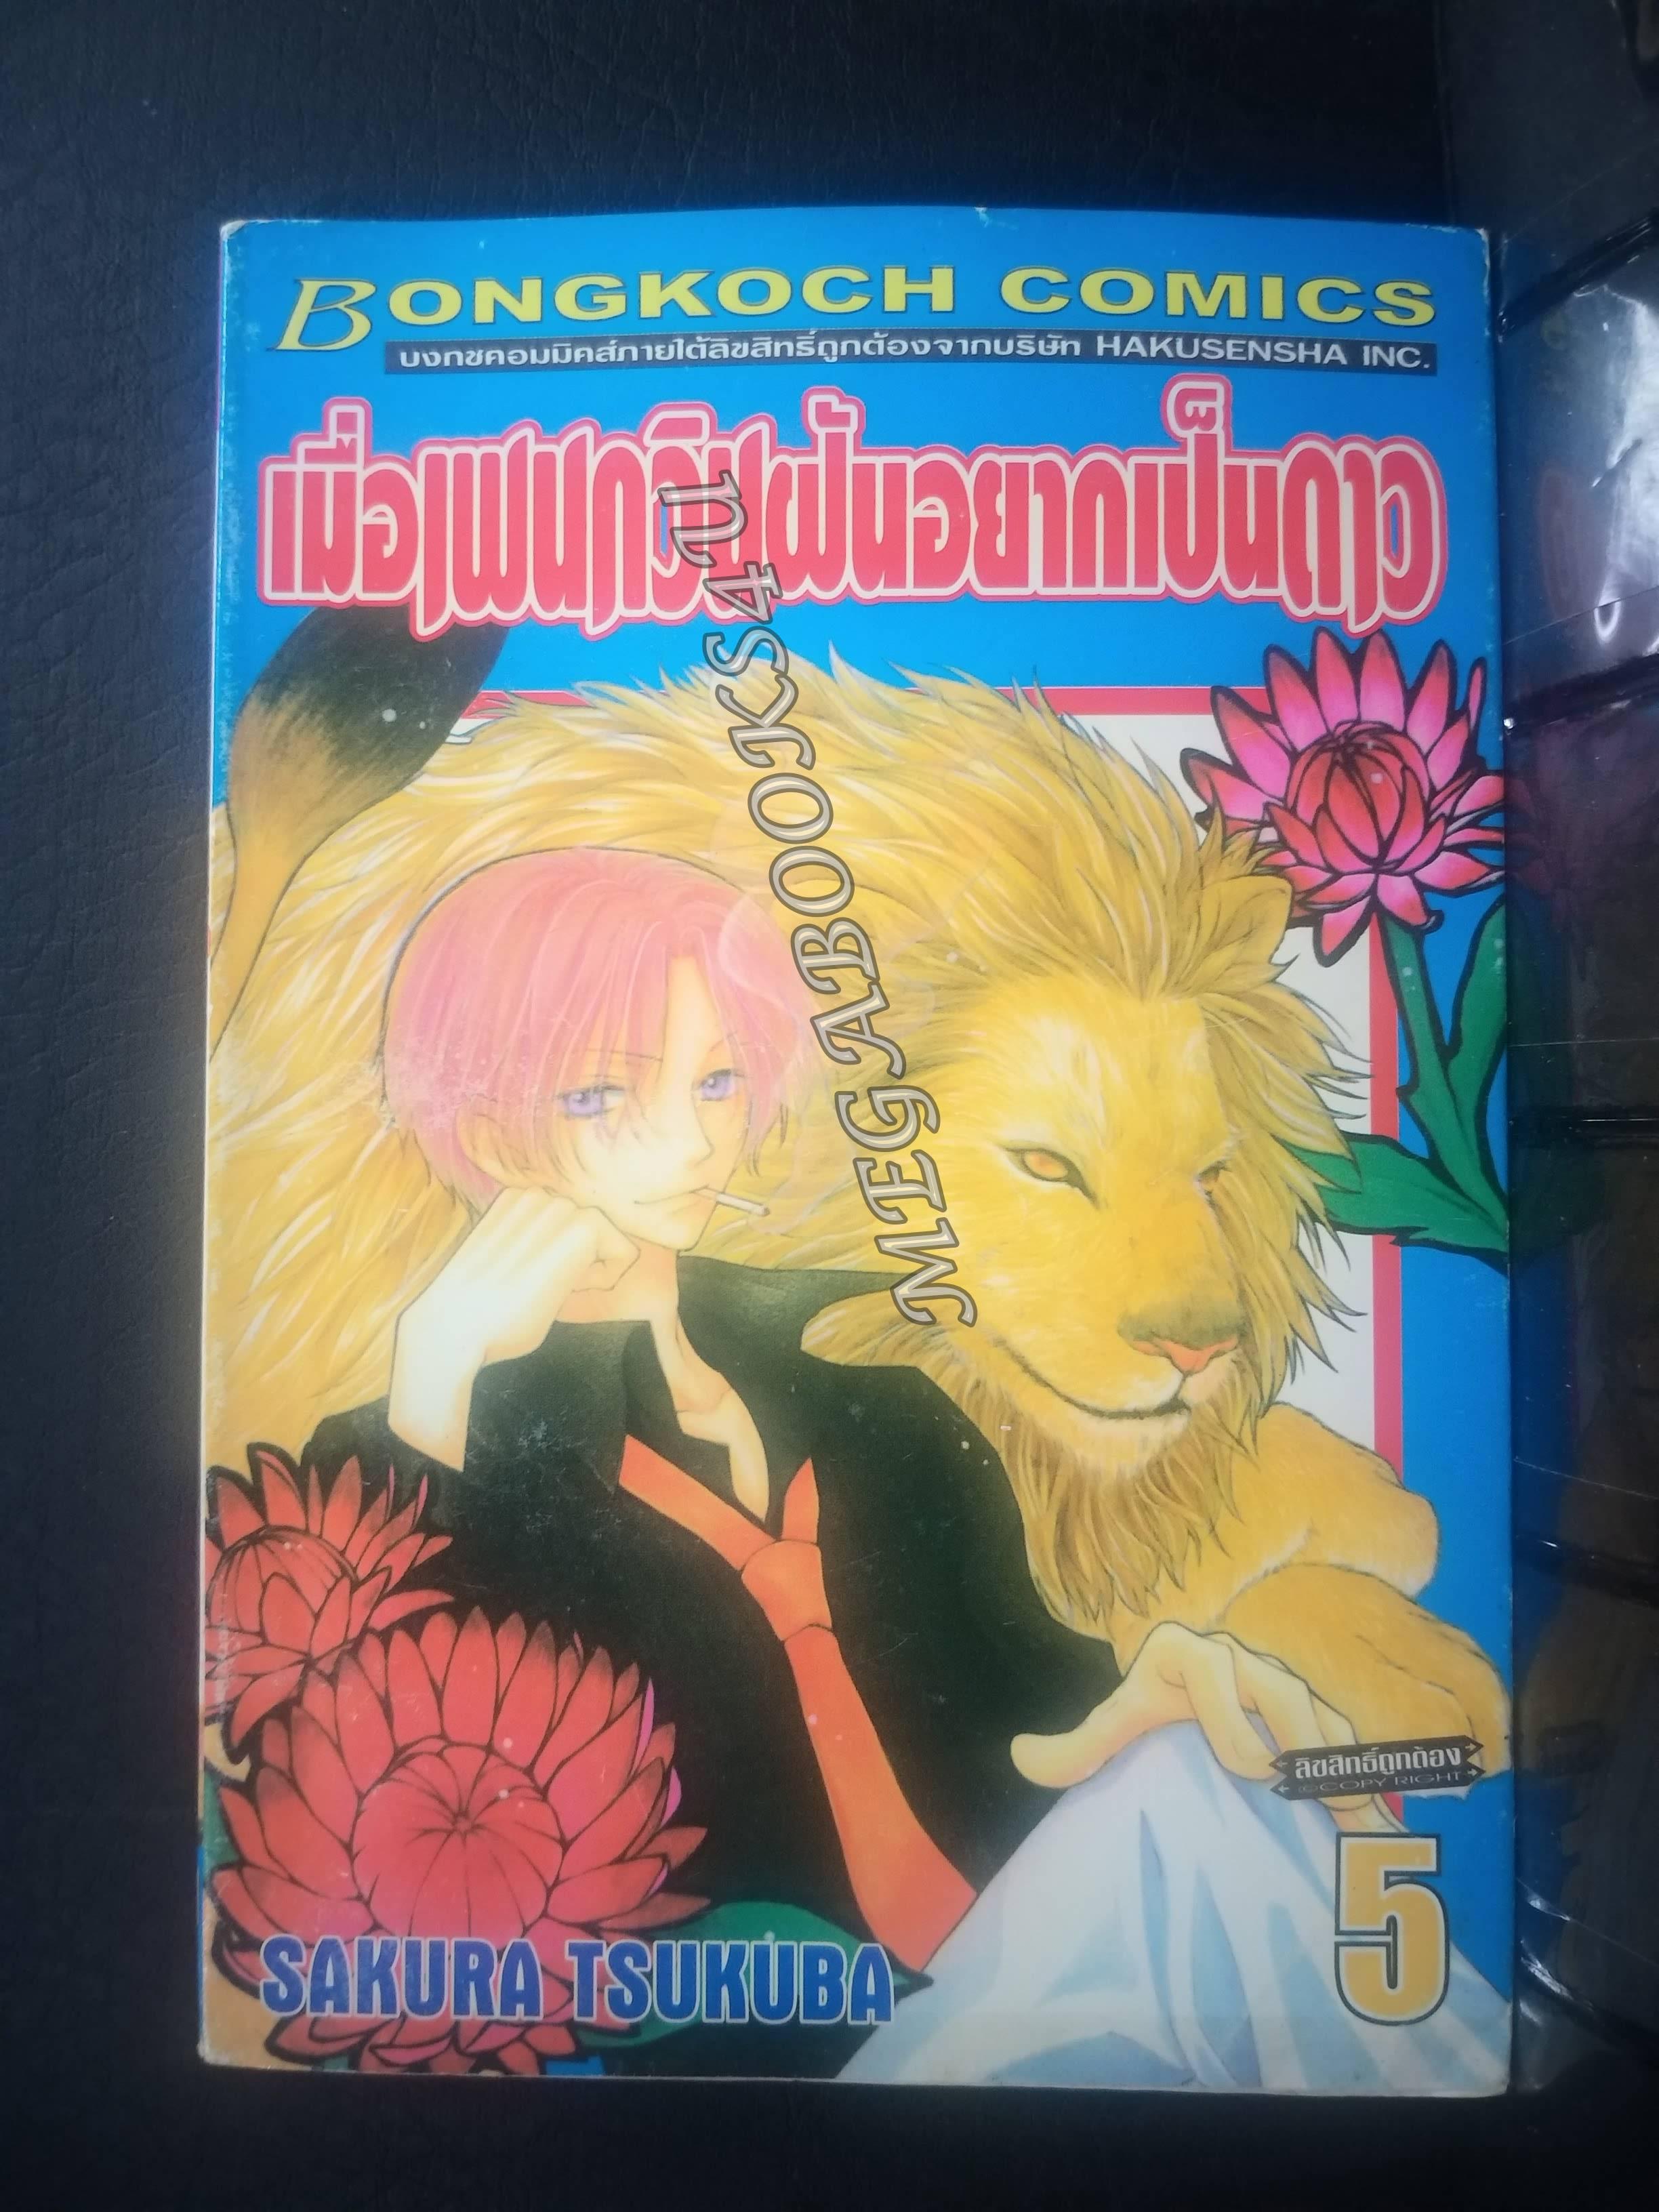 BONGKOCH COMICS
บงกชคอมมิคส์ภายใต้ลิขสิทธิ์ถูกต้องจากบริษัท HAKUSENSHA INC.
เมื่อเพนกวินฝันอยากเป็นดาว
MEGABOOKS4U
ลิขสิทธิ์ถูกต้อง
©COPY RIGHT
5
SAKURA TSUKUBA